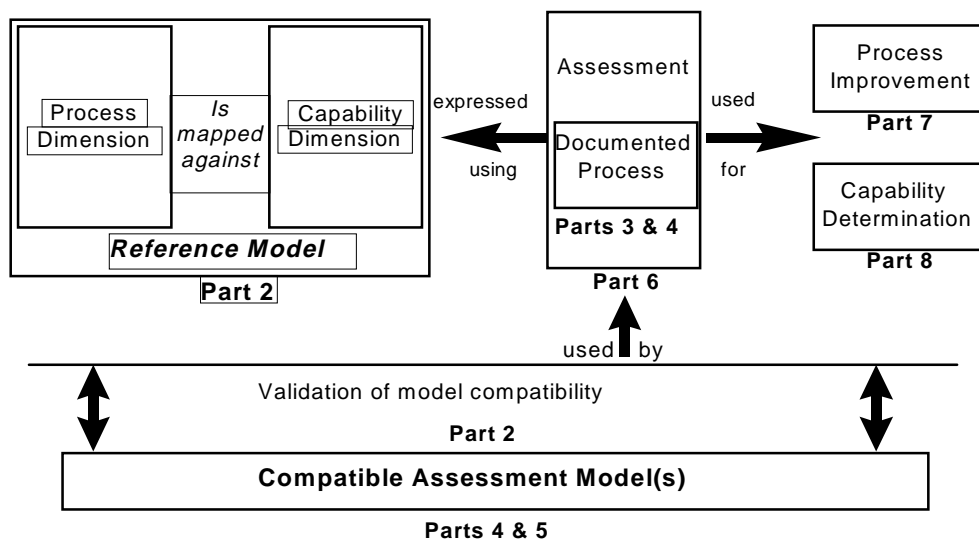 Process
Dimension
Is
mapped
against
Capability
Dimension
Reference Model
Part 2
expressed
using
Assessment
Documented
Process
Parts 3 & 4
Part 6
used
for
Process
Improvement
Part 7
Capability
Determination
Part 8
used by
Validation of model compatibility
Part 2
Compatible Assessment Model(s)
Parts 4 & 5